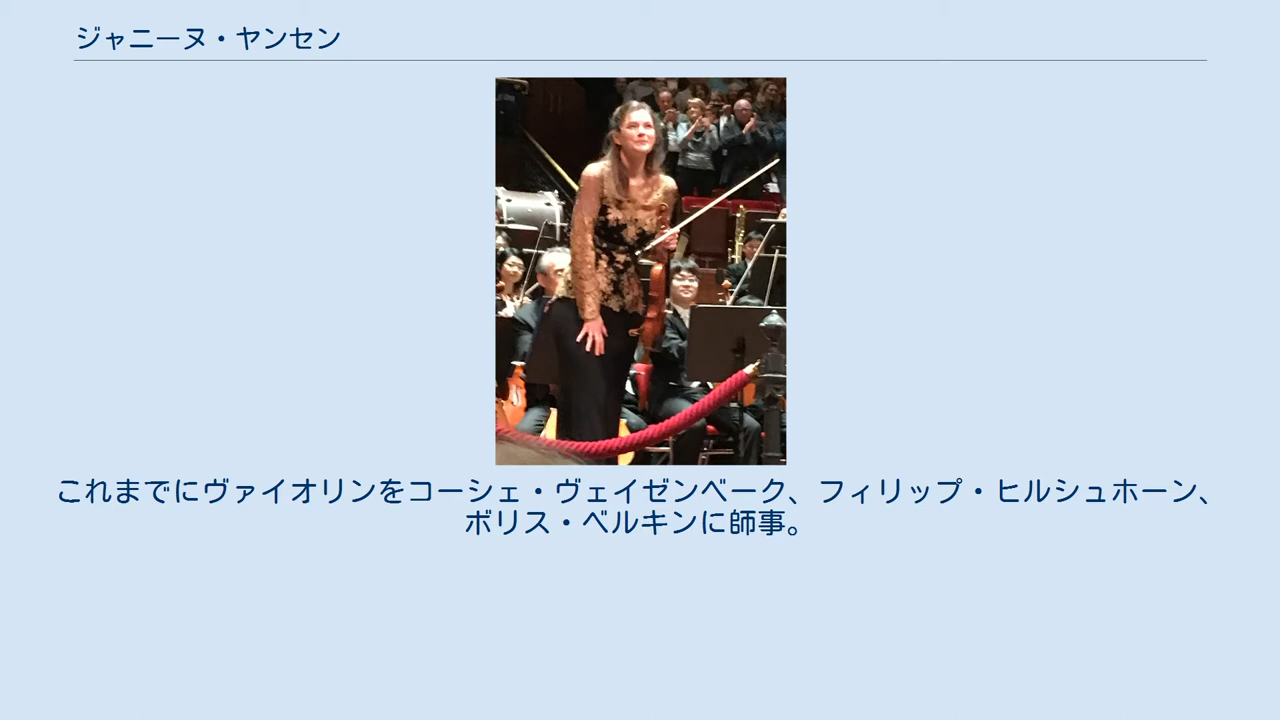 ジャニーヌ・ヤンセン
これまでにヴァイオリンをコーシェ・ヴェイゼンベーク、フィリップ・ヒルシュホーン、
ボリス・ベルキンに師事。